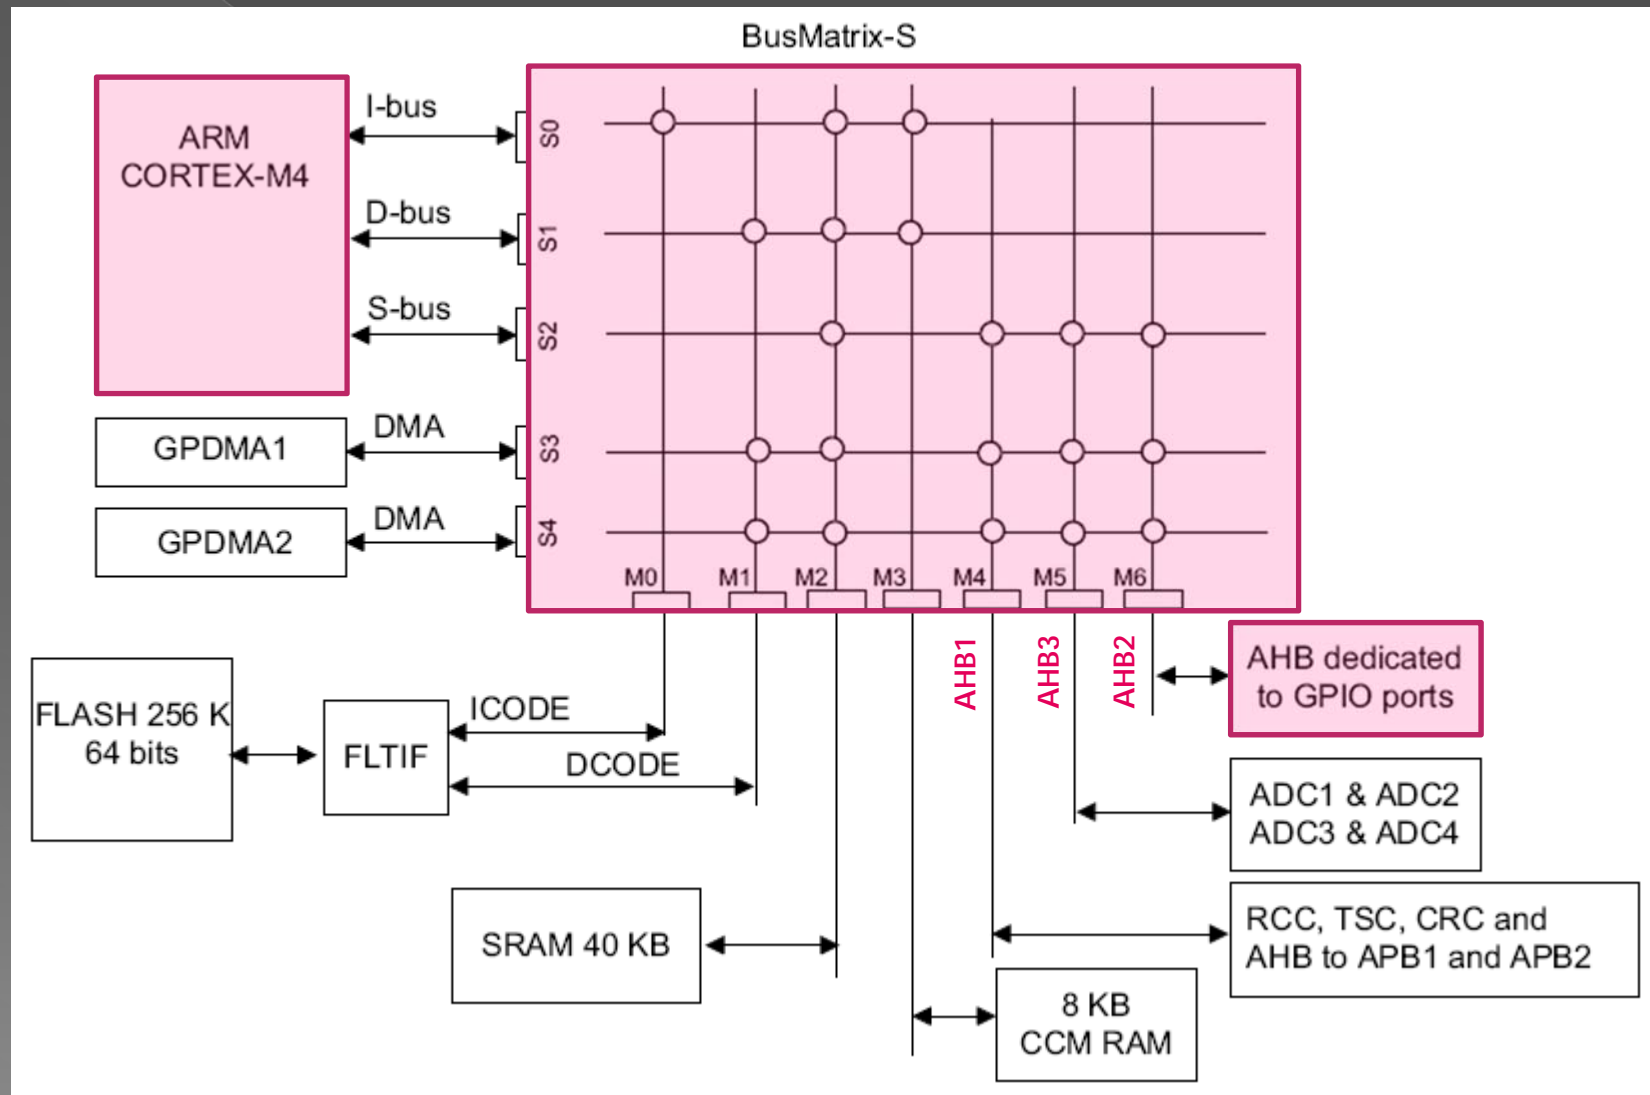 BusMatrix-S
ARM
CORTEX-M4
I-bus
D-bus
S-bus
GPDMA1
DMA
GPDMA2
DMA
S0
S1
S2
S3
S4
M0
M1
M2
M3
M4
M5
M6
AHB1
AHB3
AHB2
AHB dedicated
to GPIO ports
FLASH 256 K
64 bits
FLTIF
ICODE
DCODE
ADC1 & ADC2
ADC3 & ADC4
SRAM 40 KB
RCC, TSC, CRC and
AHB to APB1 and APB2
8 KB
CCM RAM